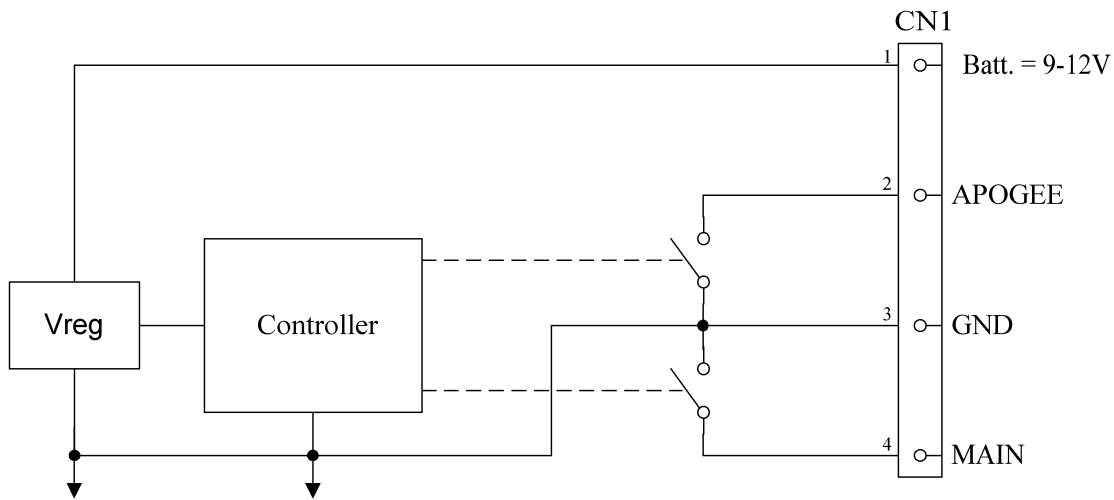 CN1
1
Batt. = 9-12V
2
APOGEE
Vreg
Controller
3
GND
4
MAIN